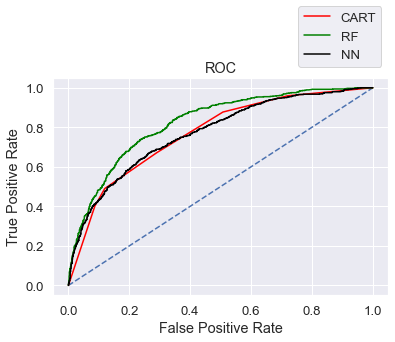 CART
RF
NN
ROC
1.0
0.8
0.6
0.4
0.2
0.0
True Positive Rate
0.0 0.2 0.4 0.6 0.8 1.0
False Positive Rate